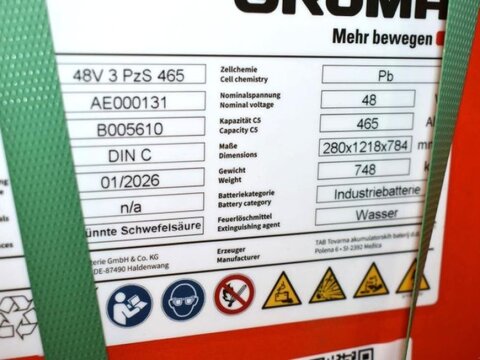 GRUMA
Mehr bewegen
48V 3 PzS 465
AE000131
B005610
DIN C
01/2026
n/a
ünnte Schwefelsäure
Zellchemie
Cell chemistry
Pb
Nominalspannung
Nominal voltage
48
Kapazität C5
Capacity C5
465
Maße
Dimensions
280x1218x784
Gewicht
Weight
748
Batteriekategorie
Battery category
Industriebatterie
Feuerlöschmittel
Extinguishing agent
Wasser
Erzeuger
Manufacturer
TAB Tovarna akumulatorskih baterij d.
Polena 6 • SI-2392 Mezica
terie GmbH & Co. KG
DE-87490 Haldenwang